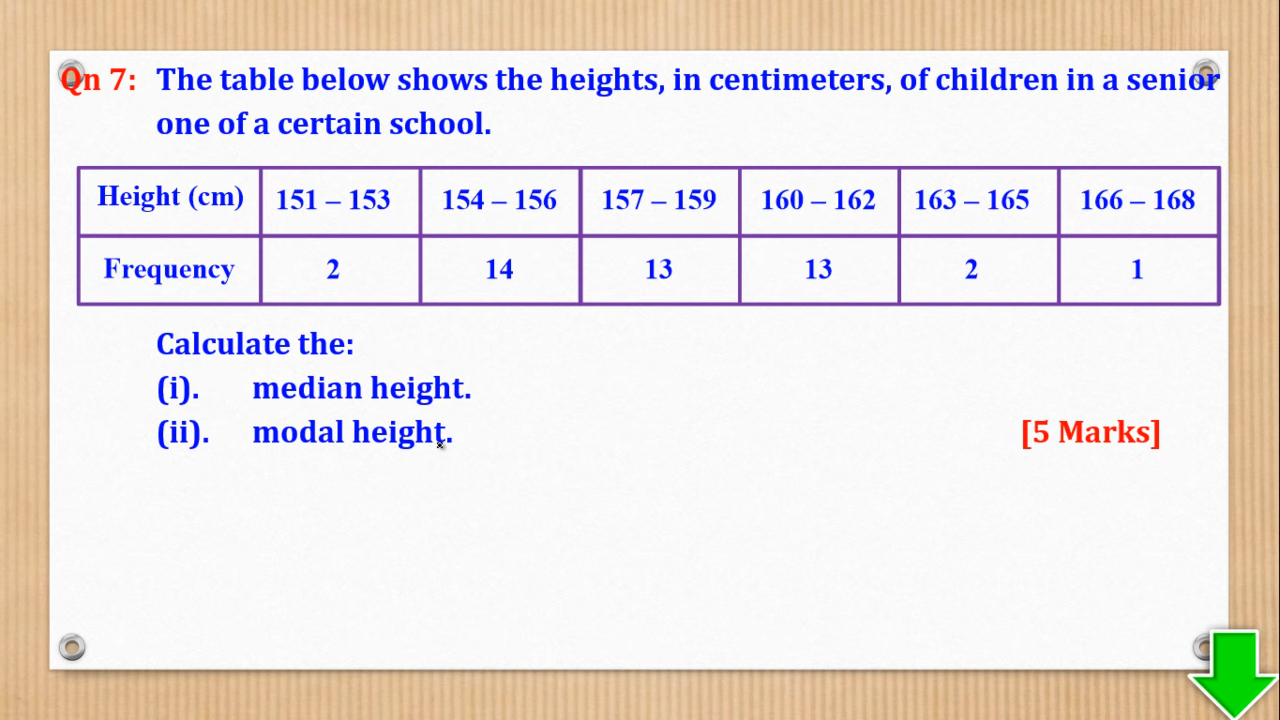 Qn 7: The table below shows the heights, in centimeters, of children in a senior
one of a certain school.
Height (cm) 151 – 153 154 – 156 157 – 159 160 – 162 163 – 165 166 – 168
Frequency 2 14 13 13 2 1
Calculate the:
(i). median height.
(ii). modal height. [5 Marks]